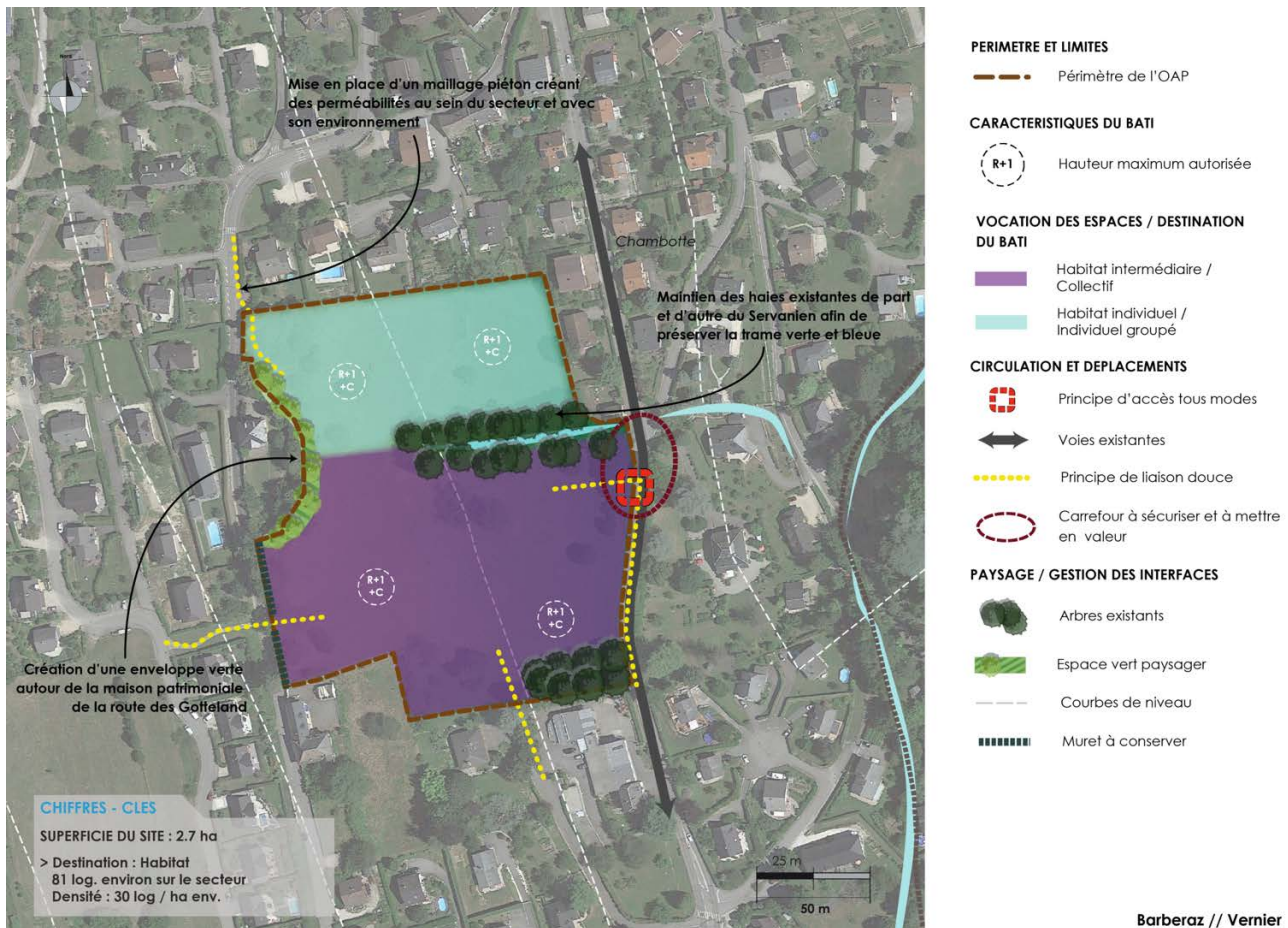 Nord
Mise en place d'un maillage piéton créant
des perméabilités au sein du secteur et avec
son environnement
Chambotte
Maintien des haies existantes de part
et d'autre du Servanien afin de
préserver la trame verte et bleue
R+1
+C
R+1
+C
R+1
+C
R+1
+C
Création d'une enveloppe verte
autour de la maison patrimoniale
de la route des Gotteland
CHIFFRES - CLES
SUPERFICIE DU SITE : 2.7 ha
> Destination : Habitat
81 log. environ sur le secteur
Densité : 30 log / ha env.
25 m
50 m
PERIMETRE ET LIMITES
Périmètre de l'OAP
CARACTERISTIQUES DU BATI
R+1
Hauteur maximum autorisée
VOCATION DES ESPACES / DESTINATION
DU BATI
Habitat intermédiaire /
Collectif
Habitat individuel /
Individuel groupé
CIRCULATION ET DEPLACEMENTS
Principe d'accès tous modes
Voies existantes
Principe de liaison douce
Carrefour à sécuriser et à mettre
en valeur
PAYSAGE / GESTION DES INTERFACES
Arbres existants
Espace vert paysager
Courbes de niveau
Muret à conserver
Barberaz // Vernier